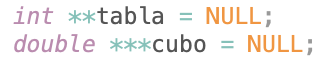 int **tabla = NULL;
double ***cubo = NULL;